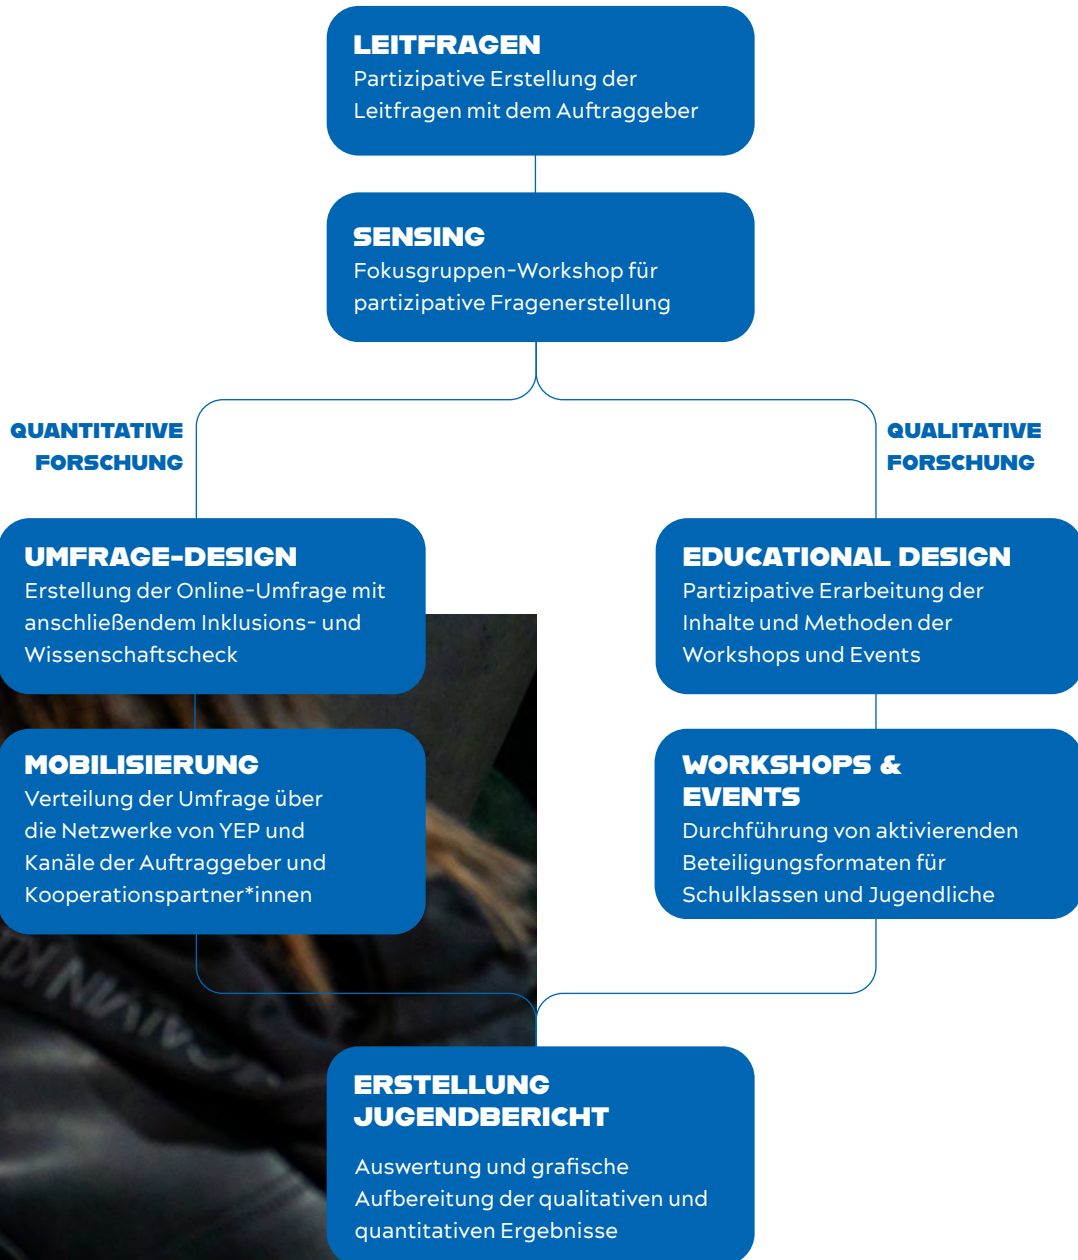 LEITFRAGEN
Partizipative Erstellung der
Leitfragen mit dem Auftraggeber
SENSING
Fokusgruppen-Workshop für
partizipative Fragenerstellung
QUANTITATIVE
FORSCHUNG
QUALITATIVE
FORSCHUNG
UMFRAGE-DESIGN
Erstellung der Online-Umfrage mit
anschließendem Inklusions- und
Wissenschaftscheck
EDUCATIONAL DESIGN
Partizipative Erarbeitung der
Inhalte und Methoden der
Workshops und Events
MOBILISIERUNG
Verteilung der Umfrage über
die Netzwerke von YEP und
Kanäle der Auftraggeber und
Kooperationspartner*innen
WORKSHOPS &
EVENTS
Durchführung von aktivierenden
Beteiligungsformaten für
Schulklassen und Jugendliche
ERSTELLUNG
JUGENDBERICHT
Auswertung und grafische
Aufbereitung der qualitativen und
quantitativen Ergebnisse